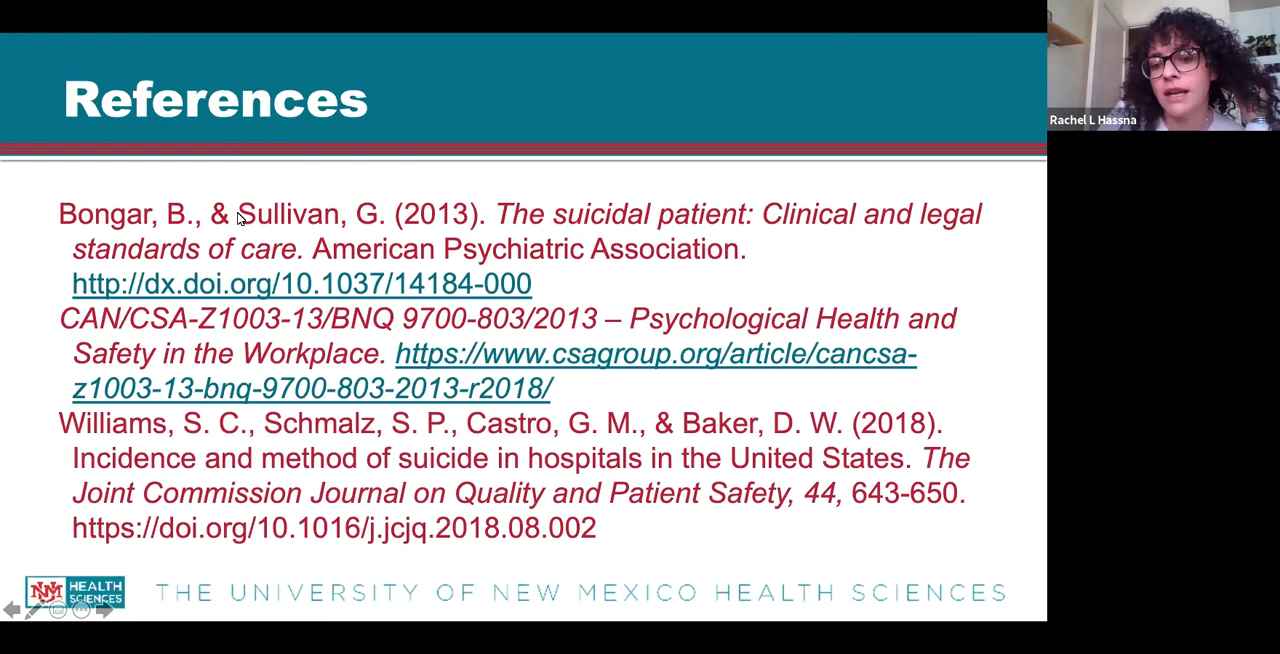 References
Rachel L Hassna
Bongar, B., & Sullivan, G. (2013). The suicidal patient: Clinical and legal
standards of care. American Psychiatric Association.
http://dx.doi.org/10.1037/14184-000
CAN/CSA-Z1003-13/BNQ 9700-803/2013 – Psychological Health and
Safety in the Workplace. https://www.csagroup.org/article/cancsa-
z1003-13-bnq-9700-803-2013-r2018/
Williams, S. C., Schmalz, S. P., Castro, G. M., & Baker, D. W. (2018).
Incidence and method of suicide in hospitals in the United States. The
Joint Commission Journal on Quality and Patient Safety, 44, 643-650.
https://doi.org/10.1016/j.jcjq.2018.08.002
UNM HEALTH
SCIENCES
THE UNIVERSITY OF NEW MEXICO HEALTH SCIENCES